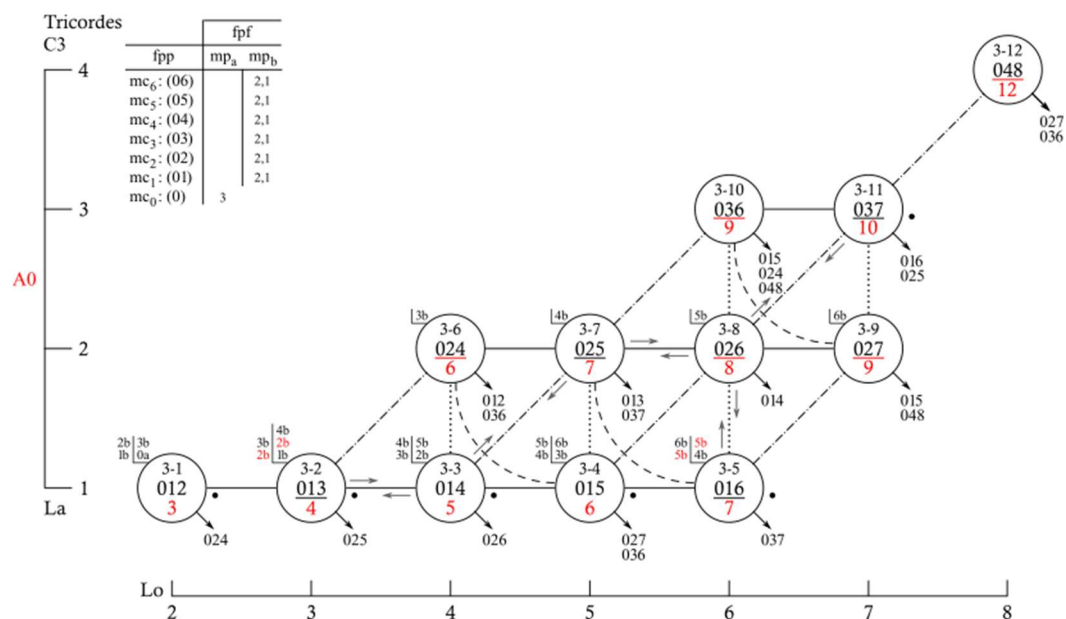 Tricordes
C3
fpf
fpp mpₐ mp_b
mc₆: (06) 2,1
mc₅: (05) 2,1
mc₄: (04) 2,1
mc₃: (03) 2,1
mc₂: (02) 2,1
mc₁: (01) 2,1
mc₀: (0) 3
4
3-12
048
12
027
036
3
3-10
036
9
015
024
048
3-11
037
10
016
025
A0
2
3b
3-6
024
6
012
036
4b
3-7
025
7
013
037
5b
3-8
026
8
014
6b
3-9
027
9
015
048
1
La
2b 3b
1b 0a
3-1
012
3
024
4b
3b 2b
2b 1b
3-2
013
4
025
4b 5b
3b 2b
3-3
014
5
026
5b 6b
4b 3b
3-4
015
6
027
036
6b 5b
5b 4b
3-5
016
7
037
Lo
2 3 4 5 6 7 8